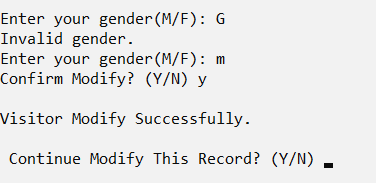 Enter your gender(M/F): G
Invalid gender.
Enter your gender(M/F): m
Confirm Modify? (Y/N) y
Visitor Modify Successfully.
Continue Modify This Record? (Y/N)